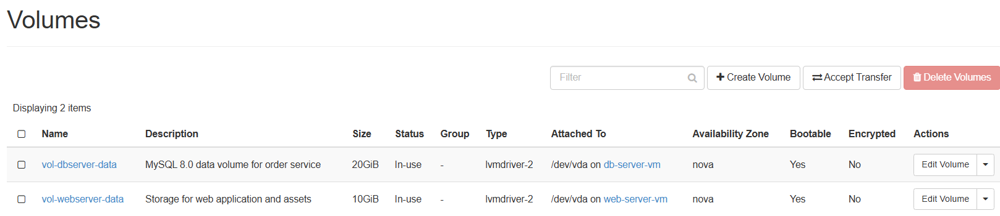 Volumes
Filter Create Volume Accept Transfer Delete Volumes
Displaying 2 items
Name Description Size Status Group Type Attached To Availability Zone Bootable Encrypted Actions
vol-dbserver-data MySQL 8.0 data volume for order service 20GiB In-use - lvmdriver-2 /dev/vda on db-server-vm nova Yes No Edit Volume
vol-webserver-data Storage for web application and assets 10GiB In-use - lvmdriver-2 /dev/vda on web-server-vm nova Yes No Edit Volume